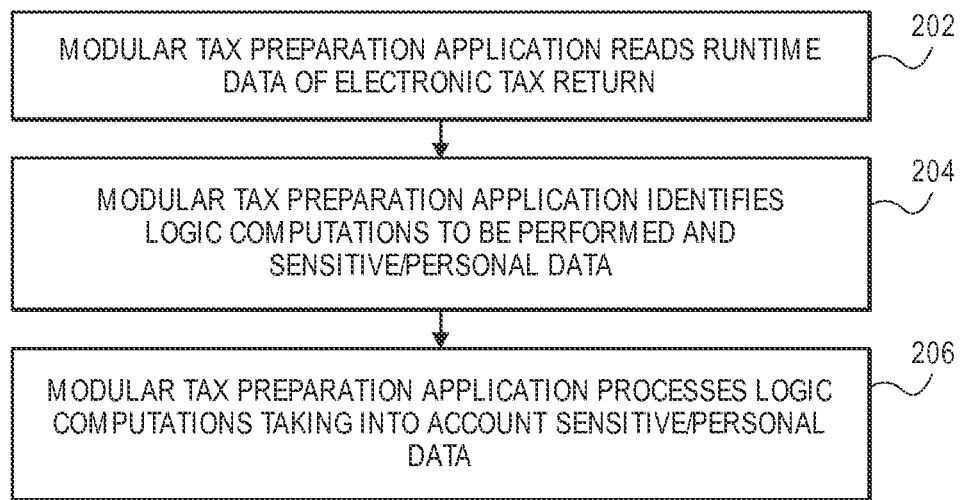 MODULAR TAX PREPARATION APPLICATION READS RUNTIME
DATA OF ELECTRONIC TAX RETURN
202
MODULAR TAX PREPARATION APPLICATION IDENTIFIES
LOGIC COMPUTATIONS TO BE PERFORMED AND
SENSITIVE/PERSONAL DATA
204
MODULAR TAX PREPARATION APPLICATION PROCESSES LOGIC
COMPUTATIONS TAKING INTO ACCOUNT SENSITIVE/PERSONAL
DATA
206